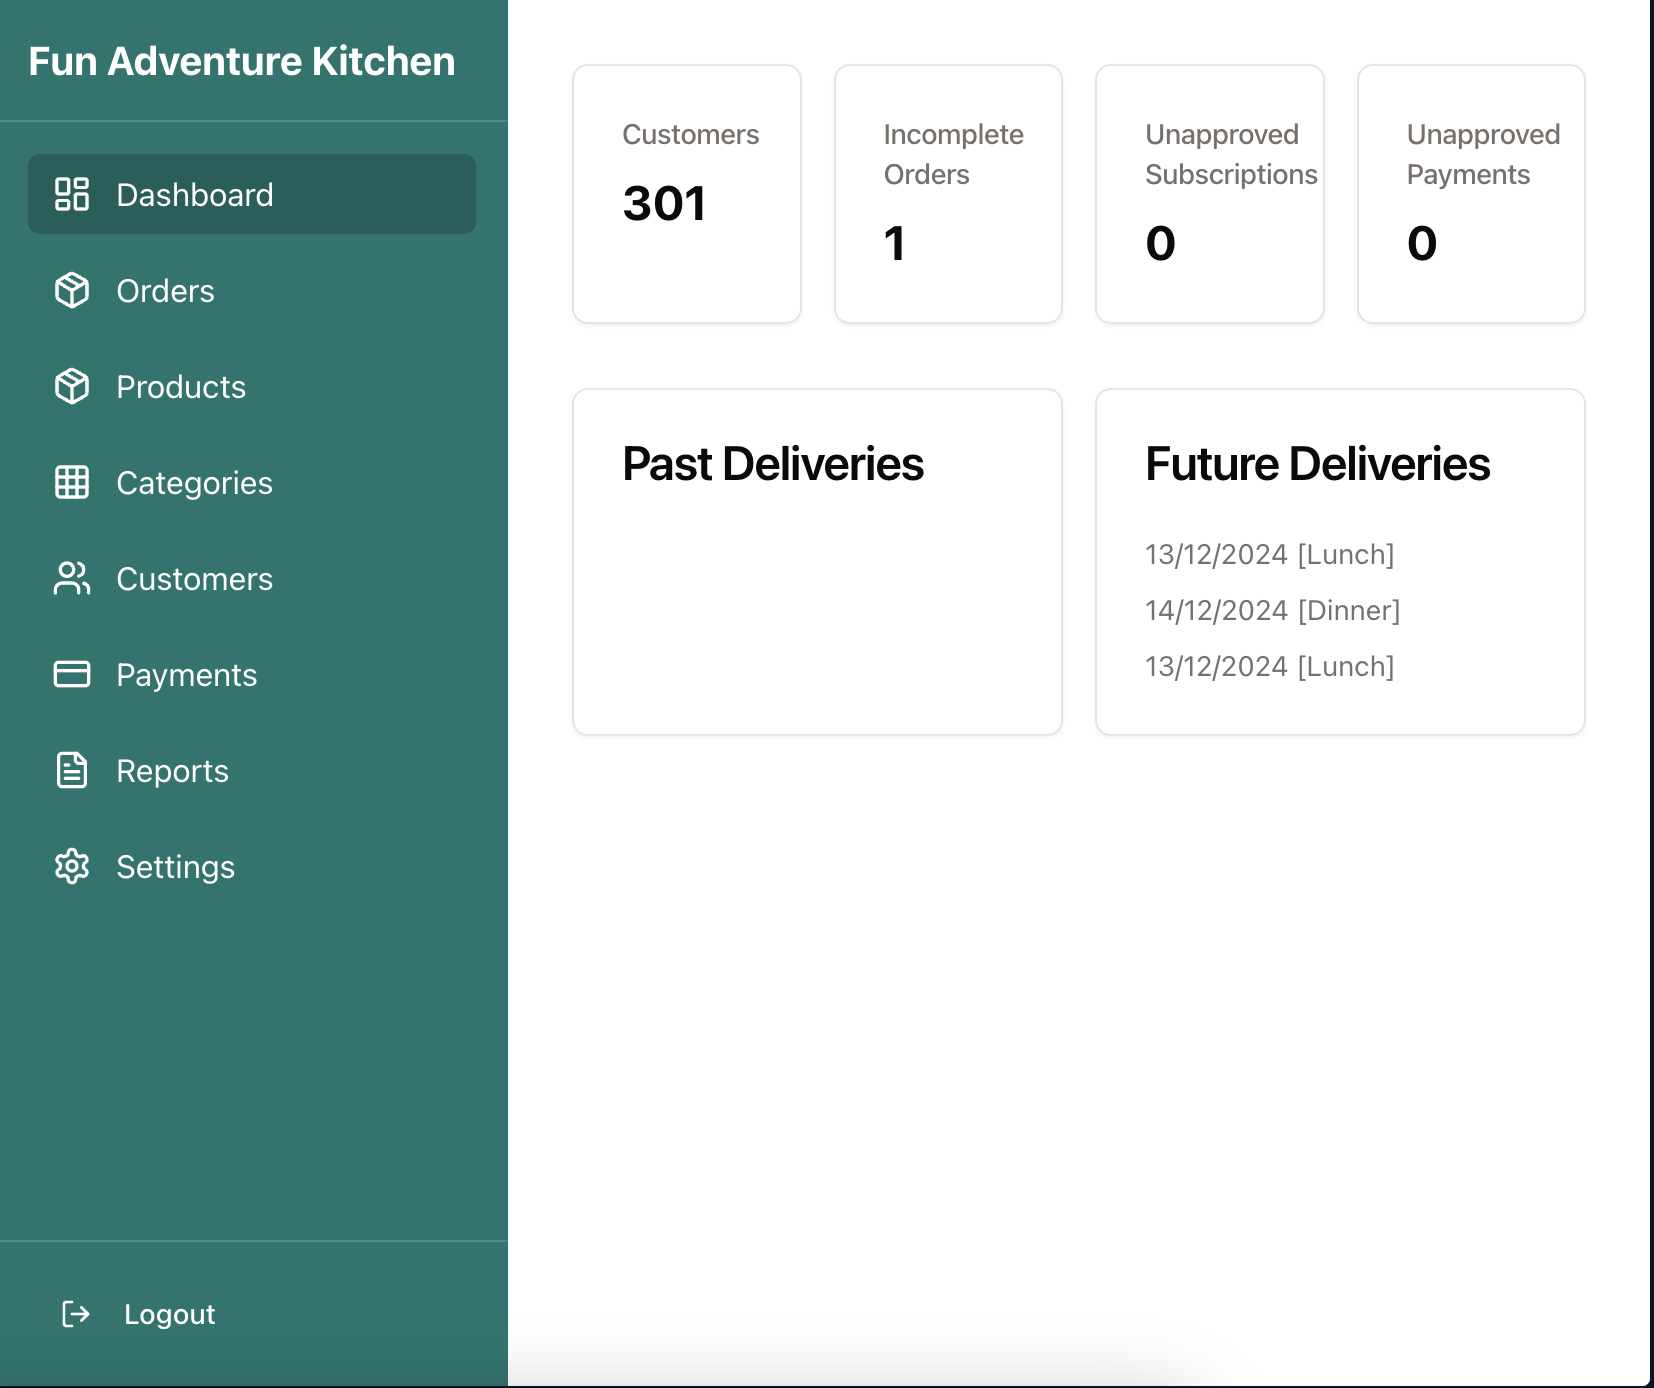 Fun Adventure Kitchen
Dashboard
Orders
Products
Categories
Customers
Payments
Reports
Settings
Logout
Customers
301
Incomplete
Orders
1
Unapproved
Subscriptions
0
Unapproved
Payments
0
Past Deliveries
Future Deliveries
13/12/2024 [Lunch]
14/12/2024 [Dinner]
13/12/2024 [Lunch]